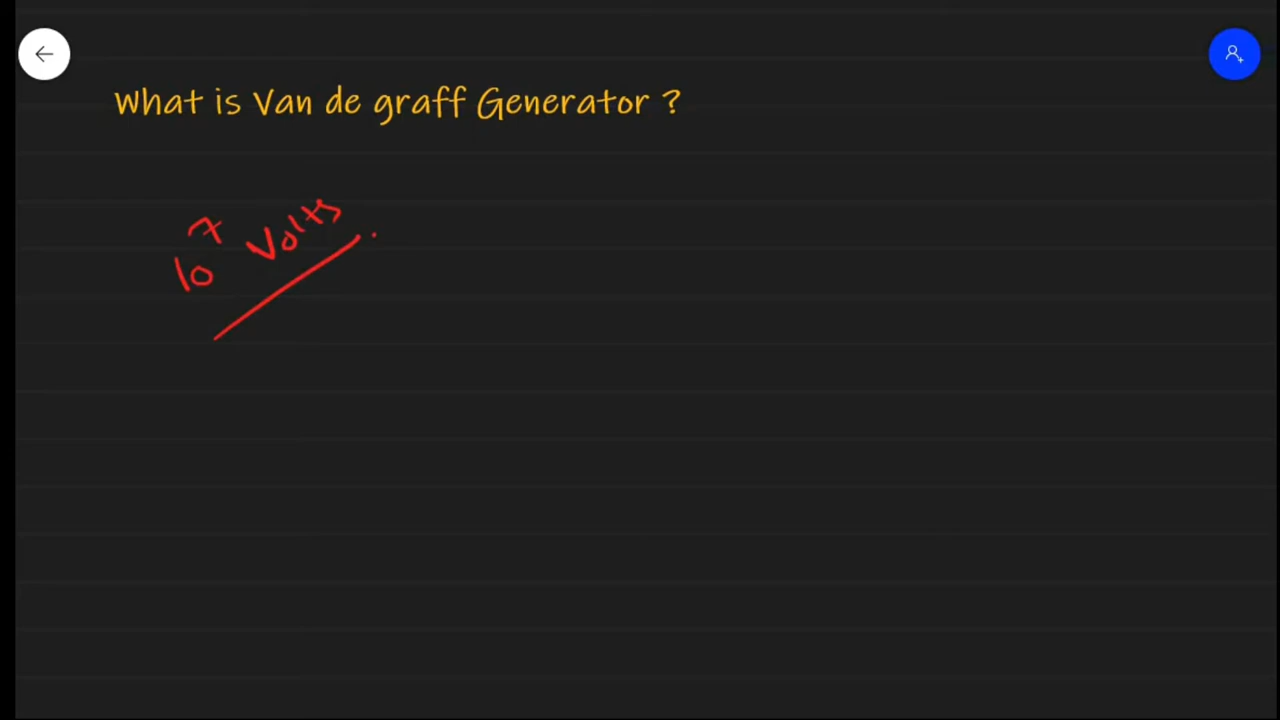 What is Van de graff Generator ?
10⁷ Volts.